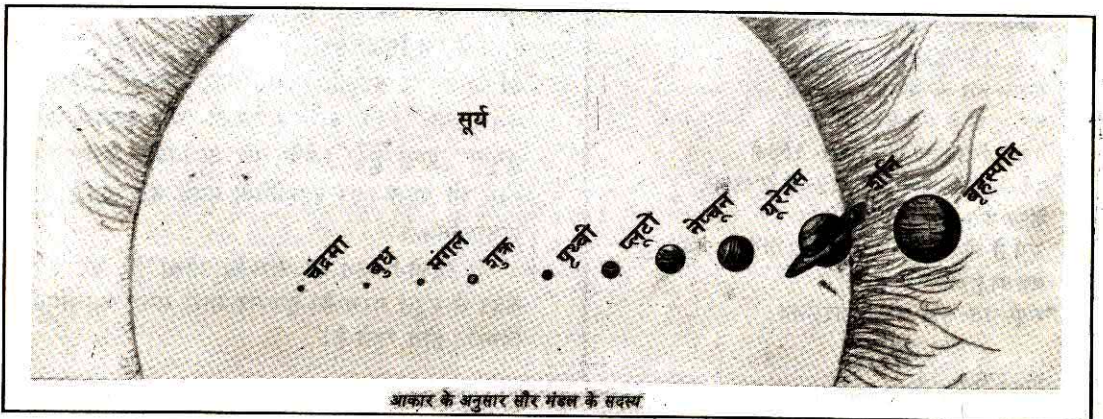 सूर्य
चंद्रमा
बुध
मंगल
शुक्र
पृथ्वी
प्लूटो
नेप्चून
यूरेनस
शनि
बृहस्पति
आकार के अनुसार सौर मंडल के सदस्य